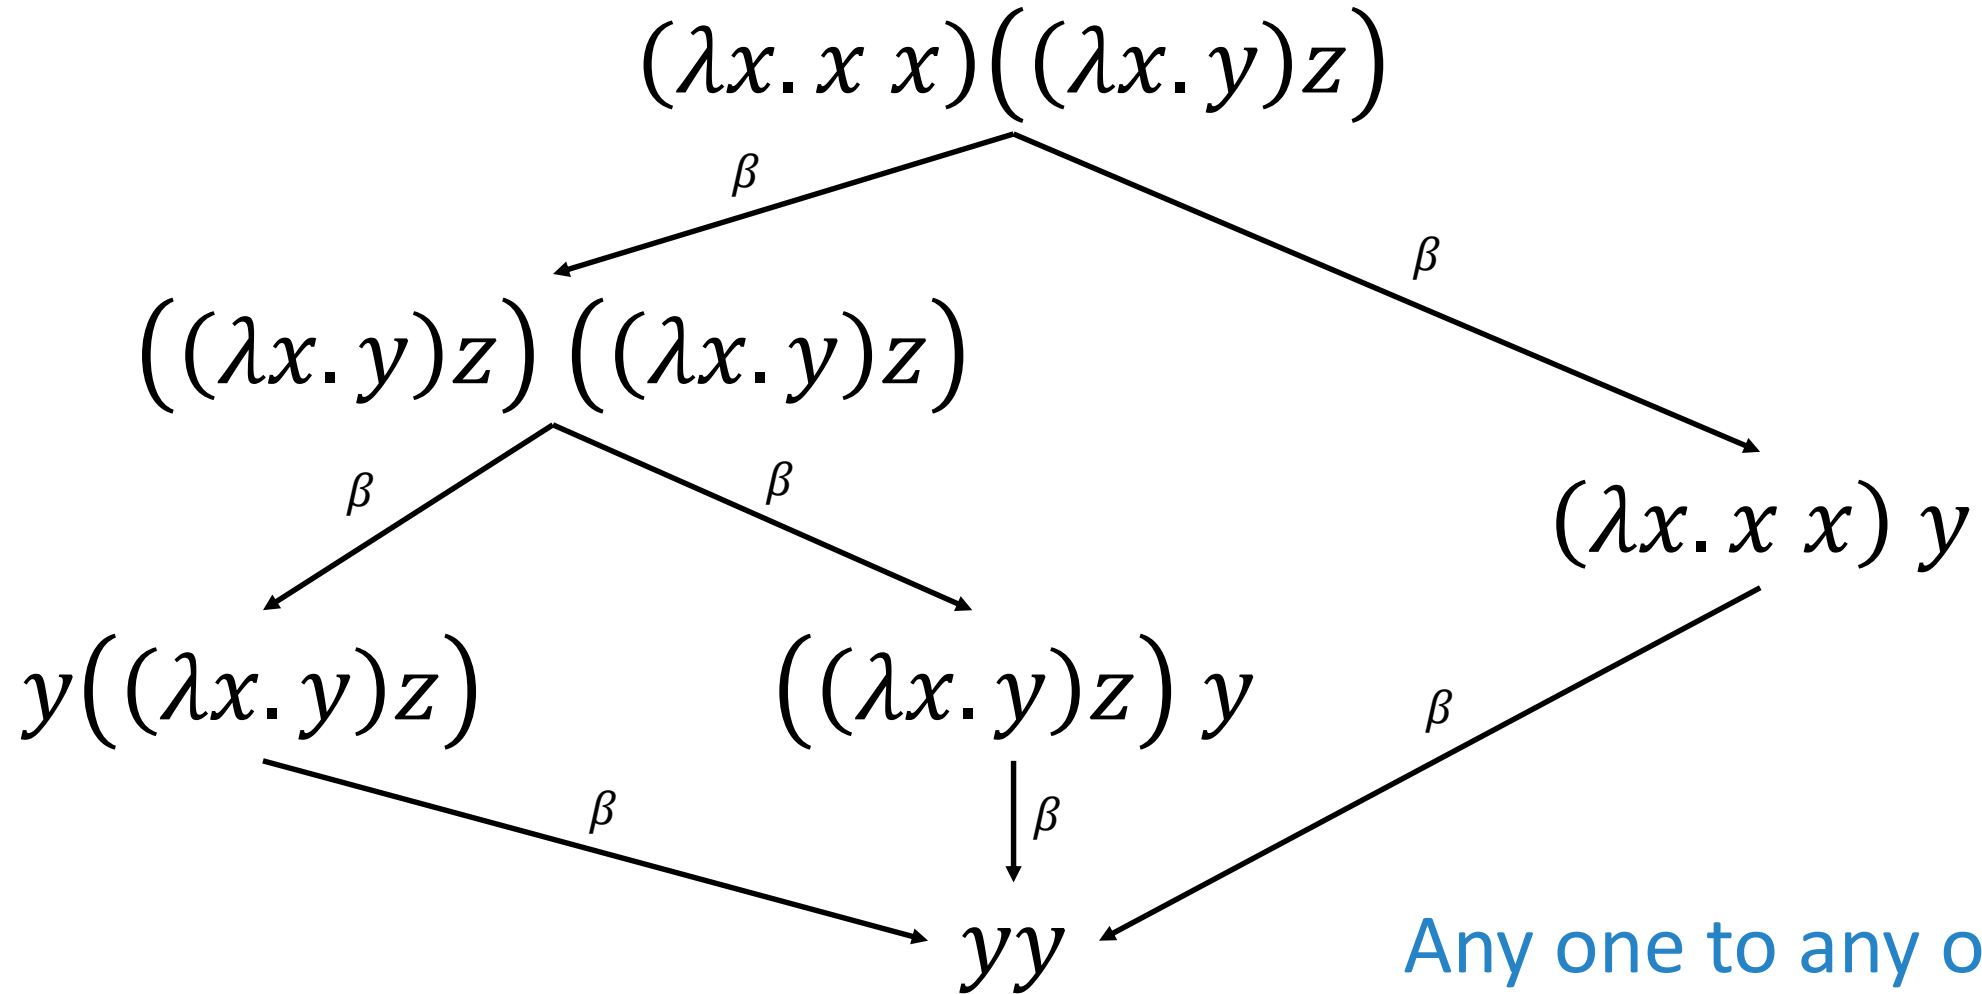 (λx. x x)((λx. y)z)
β
β
((λx. y)z) ((λx. y)z)
β
β
(λx. x x) y
y((λx. y)z)
((λx. y)z) y
β
β
β
yy
Any one to any o